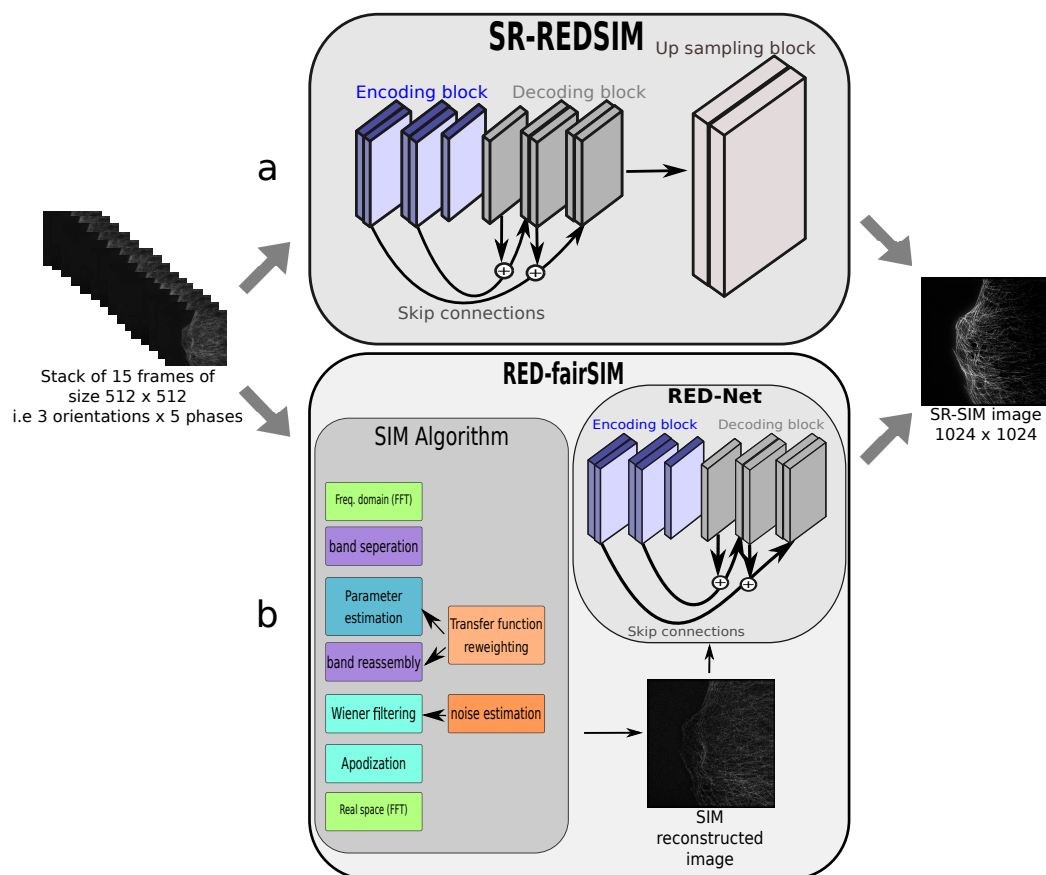 SR-REDSIM
Up sampling block
Encoding block
Decoding block
a
+
+
Skip connections
Stack of 15 frames of
size 512 x 512
i.e 3 orientations x 5 phases
SR-SIM image
1024 x 1024
RED-fairSIM
b
SIM Algorithm
Freq. domain (FFT)
band seperation
Parameter
estimation
Transfer function
reweighting
band reassembly
Wiener filtering
noise estimation
Apodization
Real space (FFT)
RED-Net
Encoding block
Decoding block
+
+
Skip connections
SIM
reconstructed
image